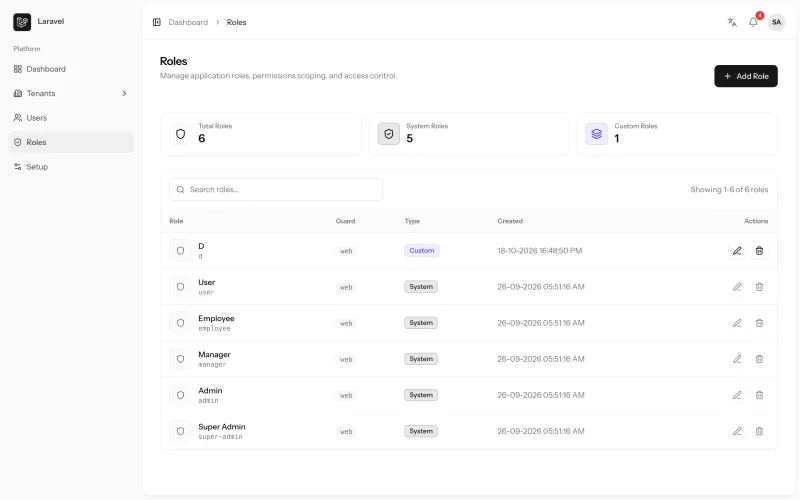 Laravel
Platform
Dashboard
Tenants
Users
Roles
Setup
Dashboard > Roles
4
SA
Roles
Manage application roles, permissions scoping, and access control.
+ Add Role
Total Roles
6
System Roles
5
Custom Roles
1
Search roles...
Showing 1-6 of 6 roles
Role Guard Type Created Actions
D
d
web Custom 18-10-2026 16:48:50 PM
User
user
web System 26-09-2026 05:51:16 AM
Employee
employee
web System 26-09-2026 05:51:16 AM
Manager
manager
web System 26-09-2026 05:51:16 AM
Admin
admin
web System 26-09-2026 05:51:16 AM
Super Admin
super-admin
web System 26-09-2026 05:51:16 AM